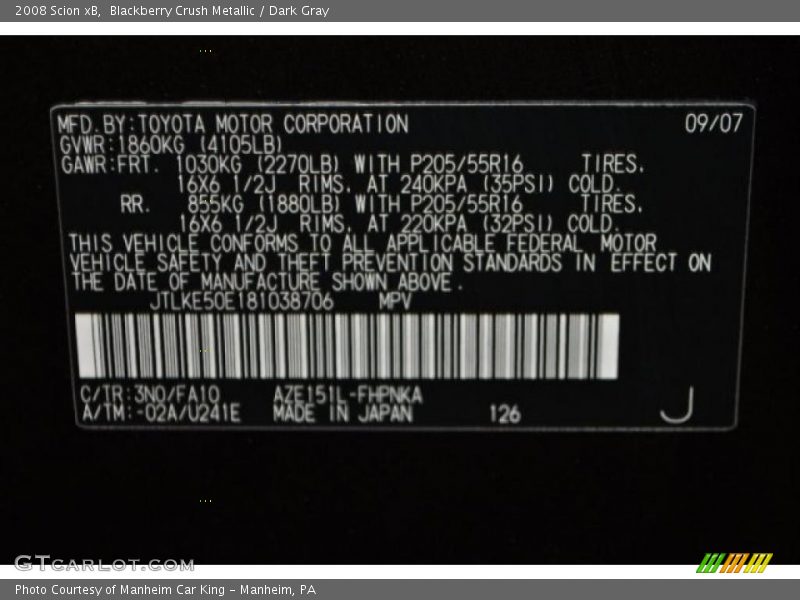 2008 Scion xB,  Blackberry Crush Metallic / Dark Gray
MFD.BY:TOYOTA MOTOR CORPORATION 09/07
GVWR:1860KG (4105LB)
GAWR:FRT. 1030KG (2270LB) WITH P205/55R16 TIRES.
16X6 1/2J RIMS, AT 240KPA (35PSI) COLD.
RR. 855KG (1880LB) WITH P205/55R16 TIRES.
16X6 1/2J RIMS, AT 220KPA (32PSI) COLD.
THIS VEHICLE CONFORMS TO ALL APPLICABLE FEDERAL MOTOR
VEHICLE SAFETY AND THEFT PREVENTION STANDARDS IN EFFECT ON
THE DATE OF MANUFACTURE SHOWN ABOVE.
JTLKE50E181038706 MPV
C/TR:3N0/FA10 AZE151L-FHPNKA
A/TM:-02A/U241E MADE IN JAPAN 126 J
GTCARLOT.COM
Photo Courtesy of Manheim Car King - Manheim, PA